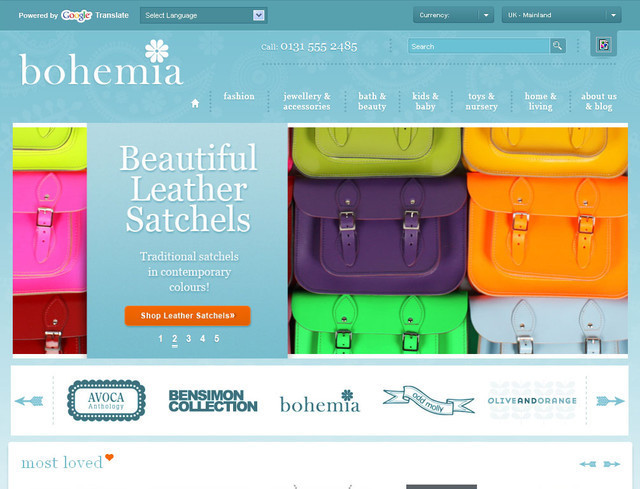 Powered by Google Translate
Select Language
Currency:
UK - Mainland
Call: 0131 555 2485
Search
bohemia
fashion
jewellery & accessories
bath & beauty
kids & baby
toys & nursery
home & living
about us & blog
Beautiful
Leather
Satchels
Traditional satchels
in contemporary
colours!
Shop Leather Satchels»
1 2 3 4 5
AVOCA
Anthology
BENSIMON
COLLECTION
bohemia
odd molly
OLIVEANDORANGE
most loved